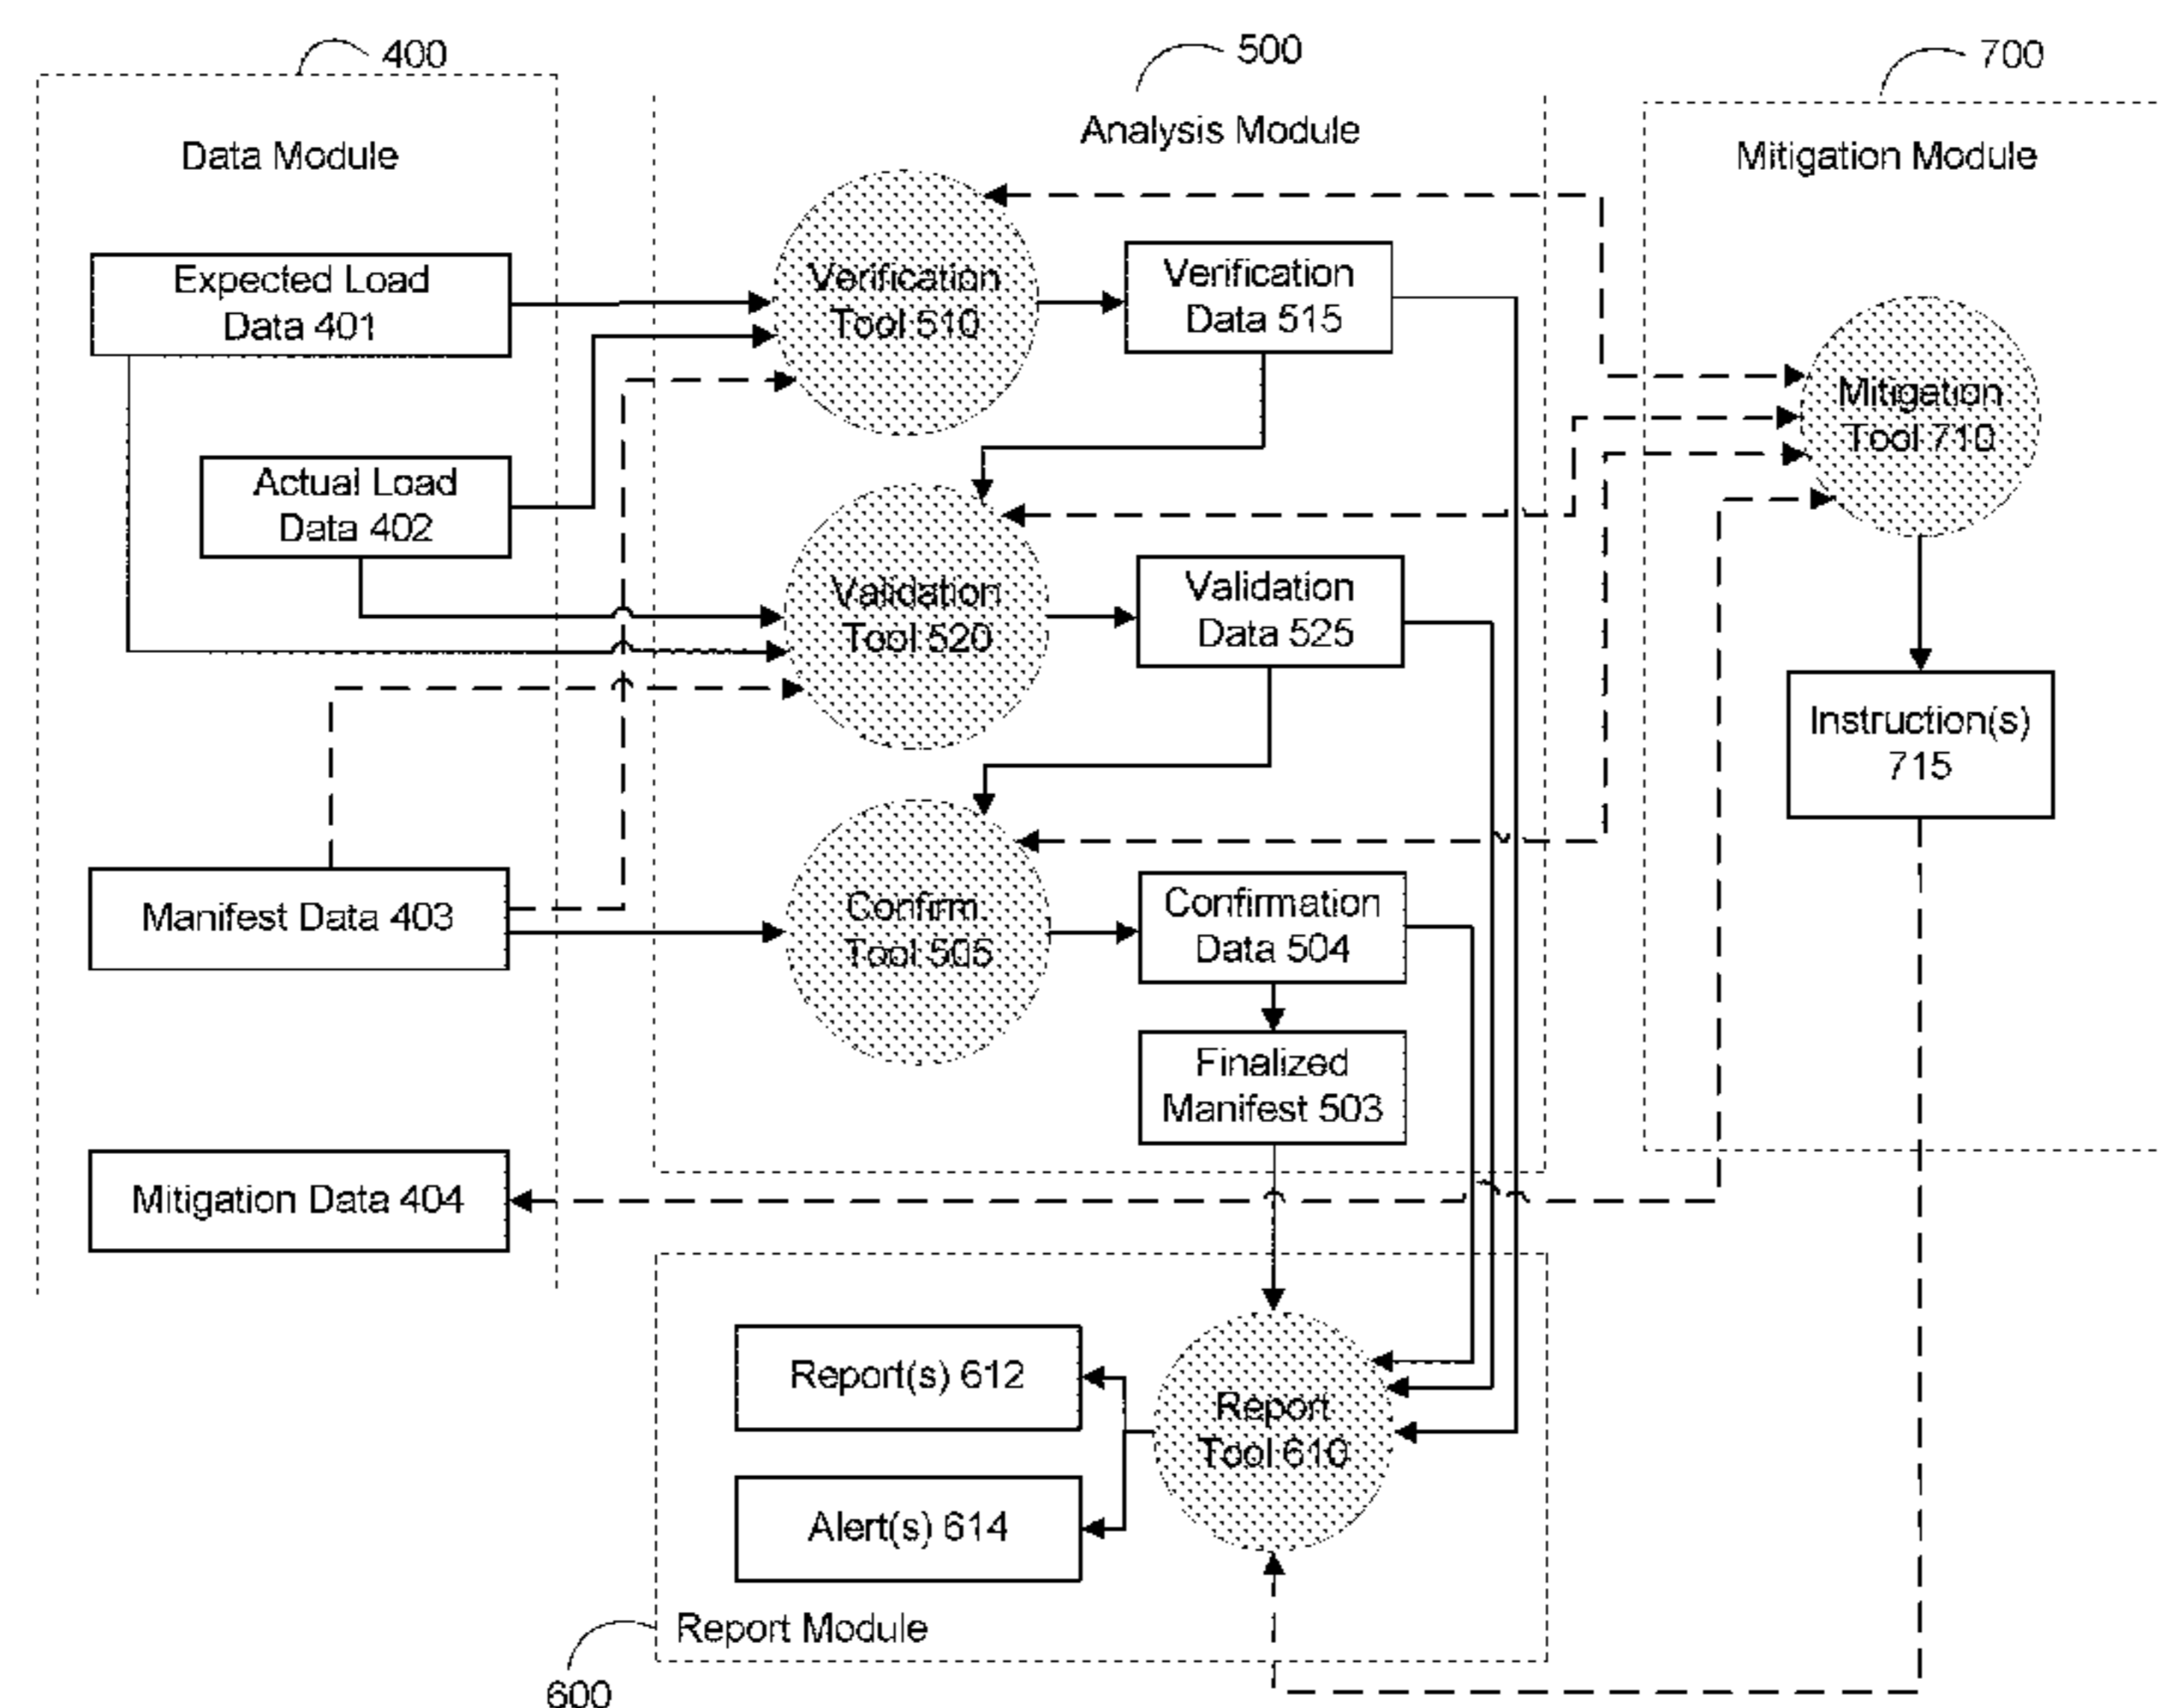 400
500
700
Data Module
Analysis Module
Mitigation Module
Expected Load
Data 401
Verification
Tool 510
Verification
Data 515
Mitigation
Tool 710
Actual Load
Data 402
Validation
Tool 520
Validation
Data 525
Instruction(s)
715
Manifest Data 403
Confirm.
Tool 505
Confirmation
Data 504
Finalized
Manifest 503
Mitigation Data 404
Report(s) 612
Report
Tool 610
Alert(s) 614
Report Module
600